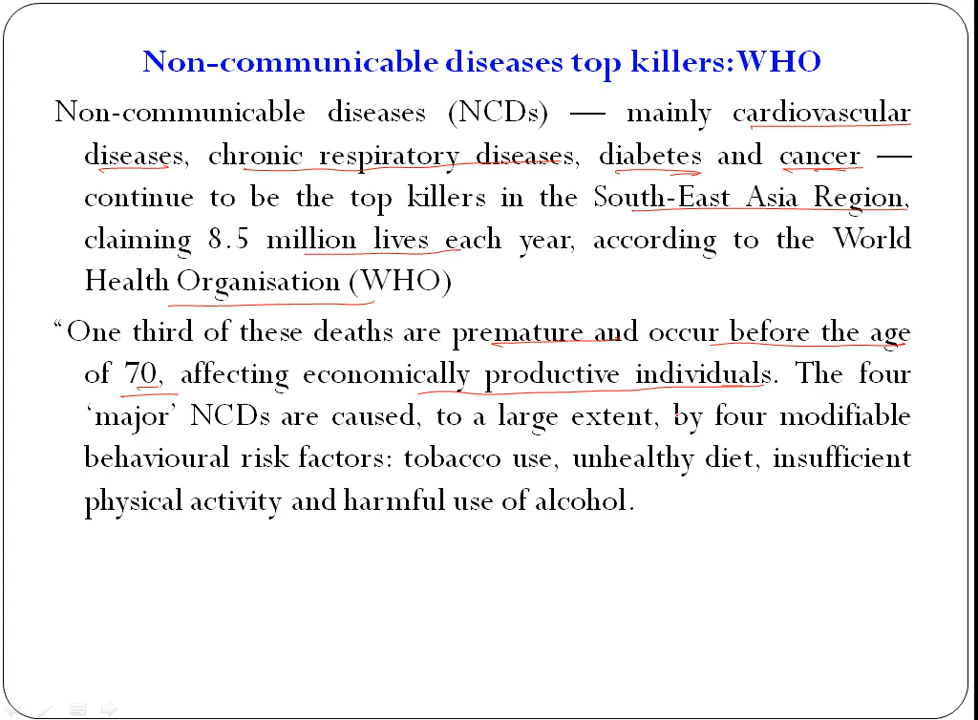 Non-communicable diseases top killers: WHO
Non-communicable diseases (NCDs) — mainly cardiovascular
diseases, chronic respiratory diseases, diabetes and cancer —
continue to be the top killers in the South-East Asia Region,
claiming 8.5 million lives each year, according to the World
Health Organisation (WHO)
“One third of these deaths are premature and occur before the age
of 70, affecting economically productive individuals. The four
‘major’ NCDs are caused, to a large extent, by four modifiable
behavioural risk factors: tobacco use, unhealthy diet, insufficient
physical activity and harmful use of alcohol.